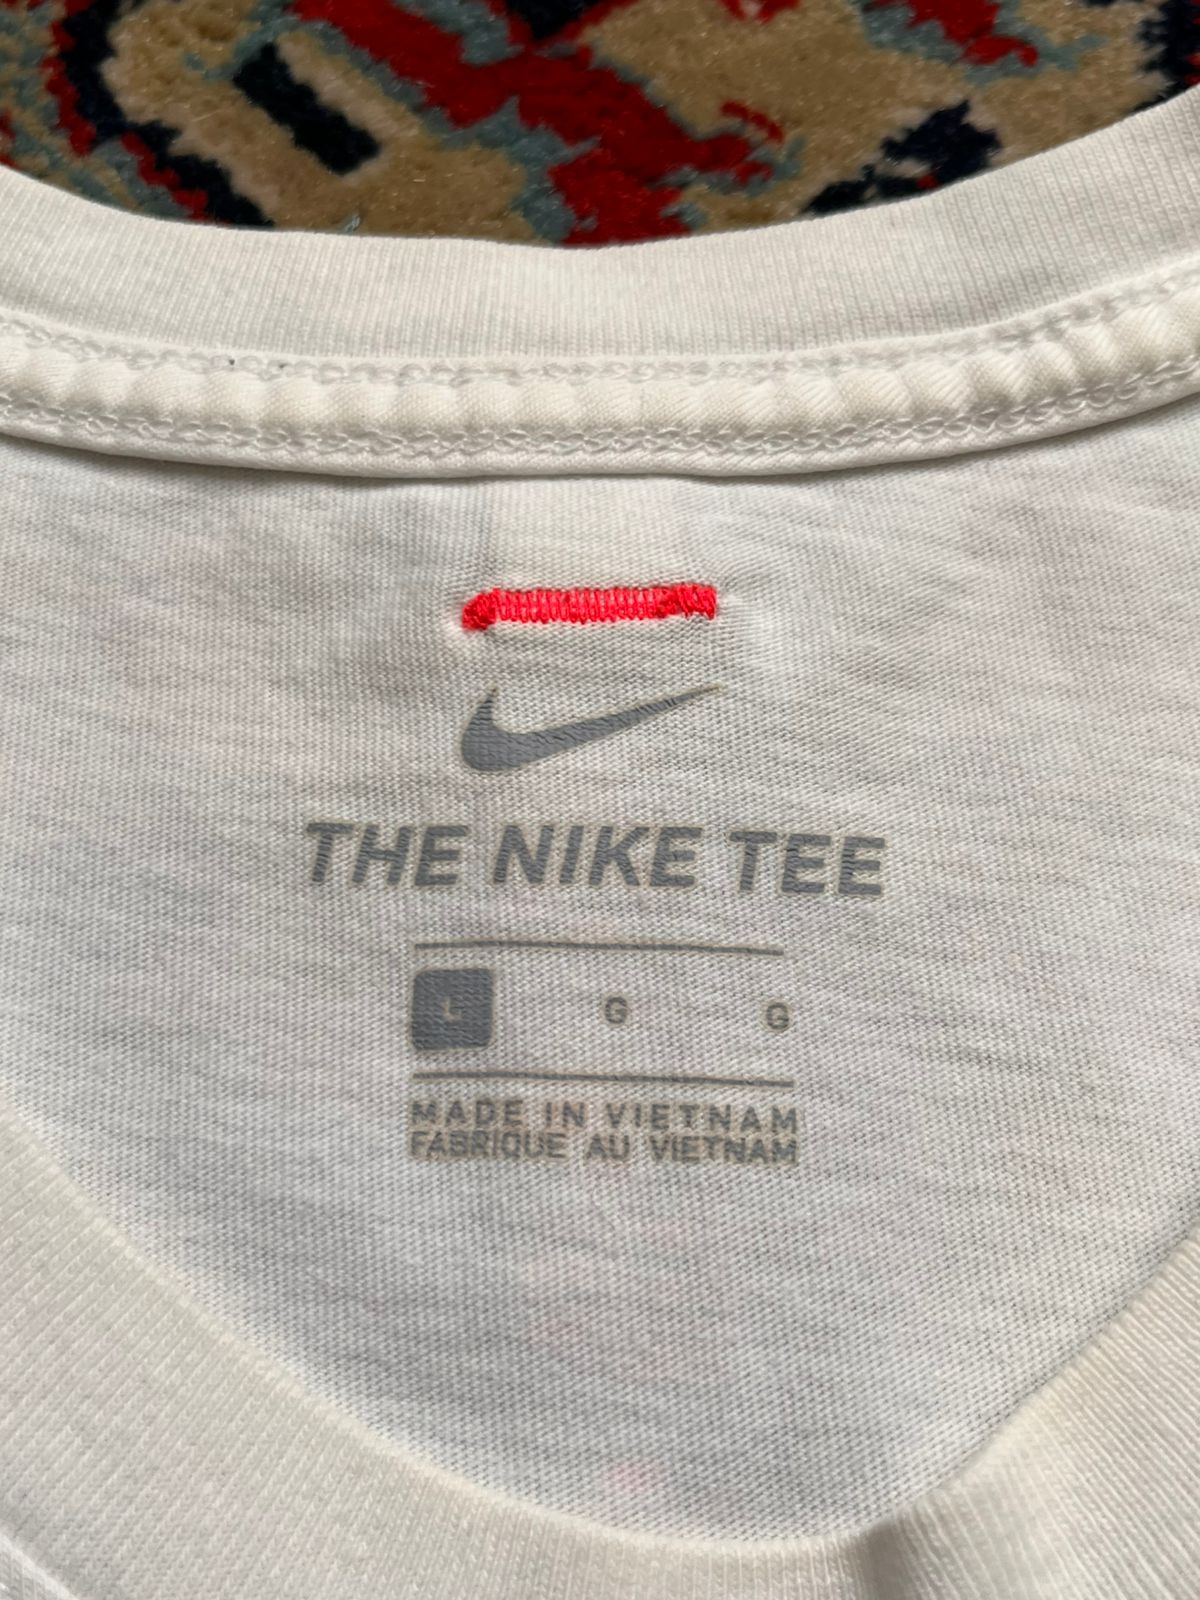 THE NIKE TEE
L G G
MADE IN VIETNAM
FABRIQUE AU VIETNAM